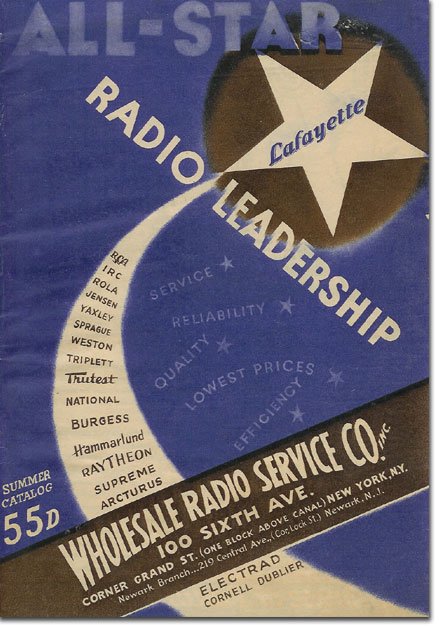 ALL-STAR
Lafayette
RADIO LEADERSHIP
RCA
IRC
ROLA
JENSEN
YAXLEY
SPRAGUE
WESTON
TRIPLETT
Trutest
NATIONAL
BURGESS
Hammarlund
RAYTHEON
SUPREME
ARCTURUS
SERVICE
RELIABILITY
QUALITY
LOWEST PRICES
EFFICIENCY
SUMMER
CATALOG
55D
WHOLESALE RADIO SERVICE CO. INC.
100 SIXTH AVE.
CORNER GRAND ST. (ONE BLOCK ABOVE CANAL) NEW YORK, N.Y.
Newark Branch...219 Central Ave., (Cor. Lock St.) Newark, N.J.
ELECTRAD
CORNELL DUBLIER